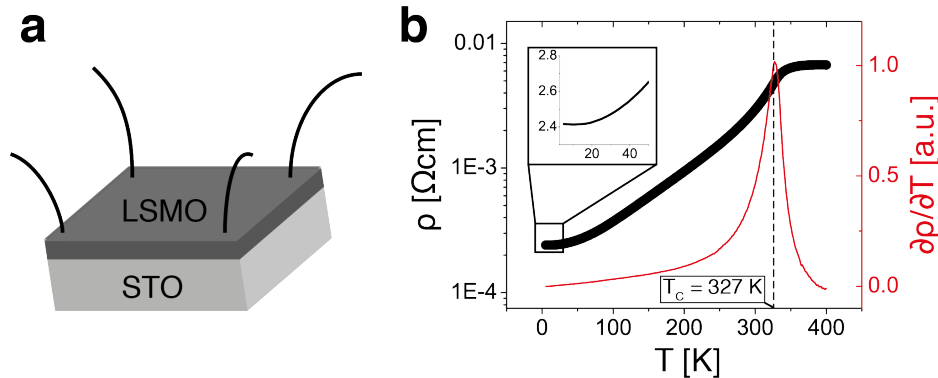 a
LSMO
STO
b
ρ [Ωcm]
0.01
1E-3
1E-4
2.8
2.6
2.4
20
40
T_C = 327 K
0
100
200
300
400
T [K]
1.0
0.5
0.0
∂ρ/∂T [a.u.]